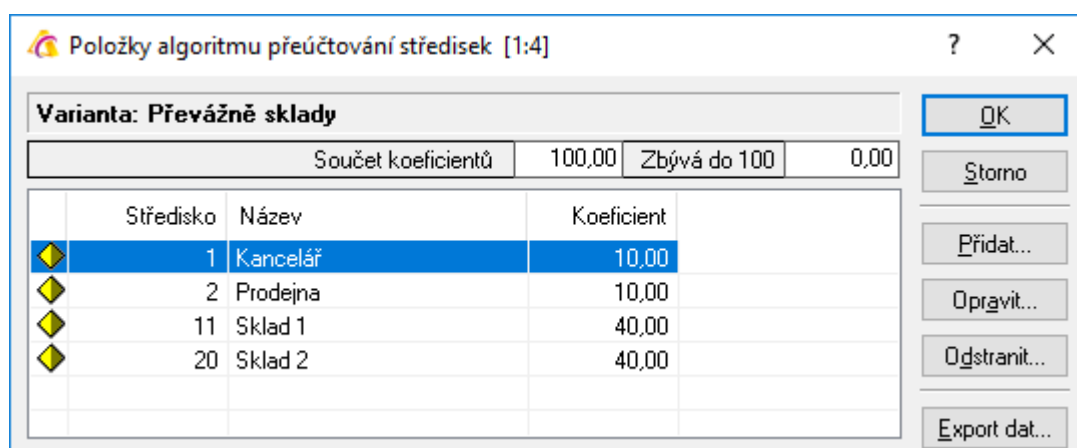 Položky algoritmu přeúčtování středisek [1:4] ?
Varianta: Převážně sklady
Součet koeficientů 100,00 Zbývá do 100 0,00
Středisko Název Koeficient
1 Kancelář 10,00
2 Prodejna 10,00
11 Sklad 1 40,00
20 Sklad 2 40,00
OK
Storno
Přidat...
Opravit...
Odstranit...
Export dat...